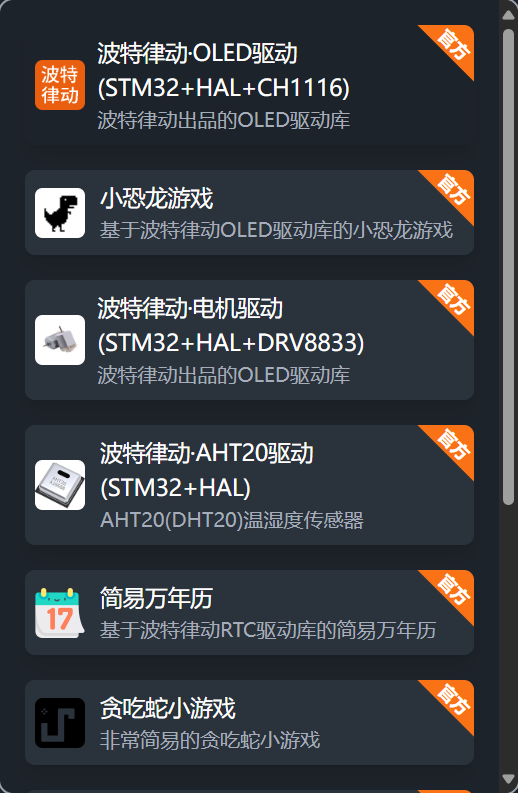 官方
波特律动·OLED驱动
波特
律动
(STM32+HAL+CH1116)
波特律动出品的OLED驱动库
官方
小恐龙游戏
基于波特律动OLED驱动库的小恐龙游戏
官方
波特律动·电机驱动
(STM32+HAL+DRV8833)
波特律动出品的OLED驱动库
官方
波特律动·AHT20驱动
(STM32+HAL)
AHT20(DHT20)温湿度传感器
官方
简易万年历
17
基于波特律动RTC驱动库的简易万年历
官方
贪吃蛇小游戏
非常简易的贪吃蛇小游戏